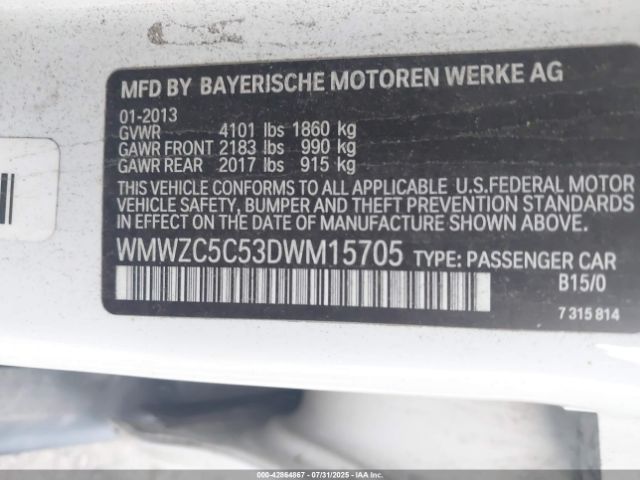 MFD BY BAYERISCHE MOTOREN WERKE AG
01-2013
GVWR 4101 lbs 1860 kg
GAWR FRONT 2183 lbs 990 kg
GAWR REAR 2017 lbs 915 kg
THIS VEHICLE CONFORMS TO ALL APPLICABLE U.S.FEDERAL MOTOR
VEHICLE SAFETY, BUMPER AND THEFT PREVENTION STANDARDS
IN EFFECT ON THE DATE OF MANUFACTURE SHOWN ABOVE.
WMWZC5C53DWM15705 TYPE: PASSENGER CAR
B15/0
7 315 814
000-42864867 - 07/31/2025 - IAAI.COM